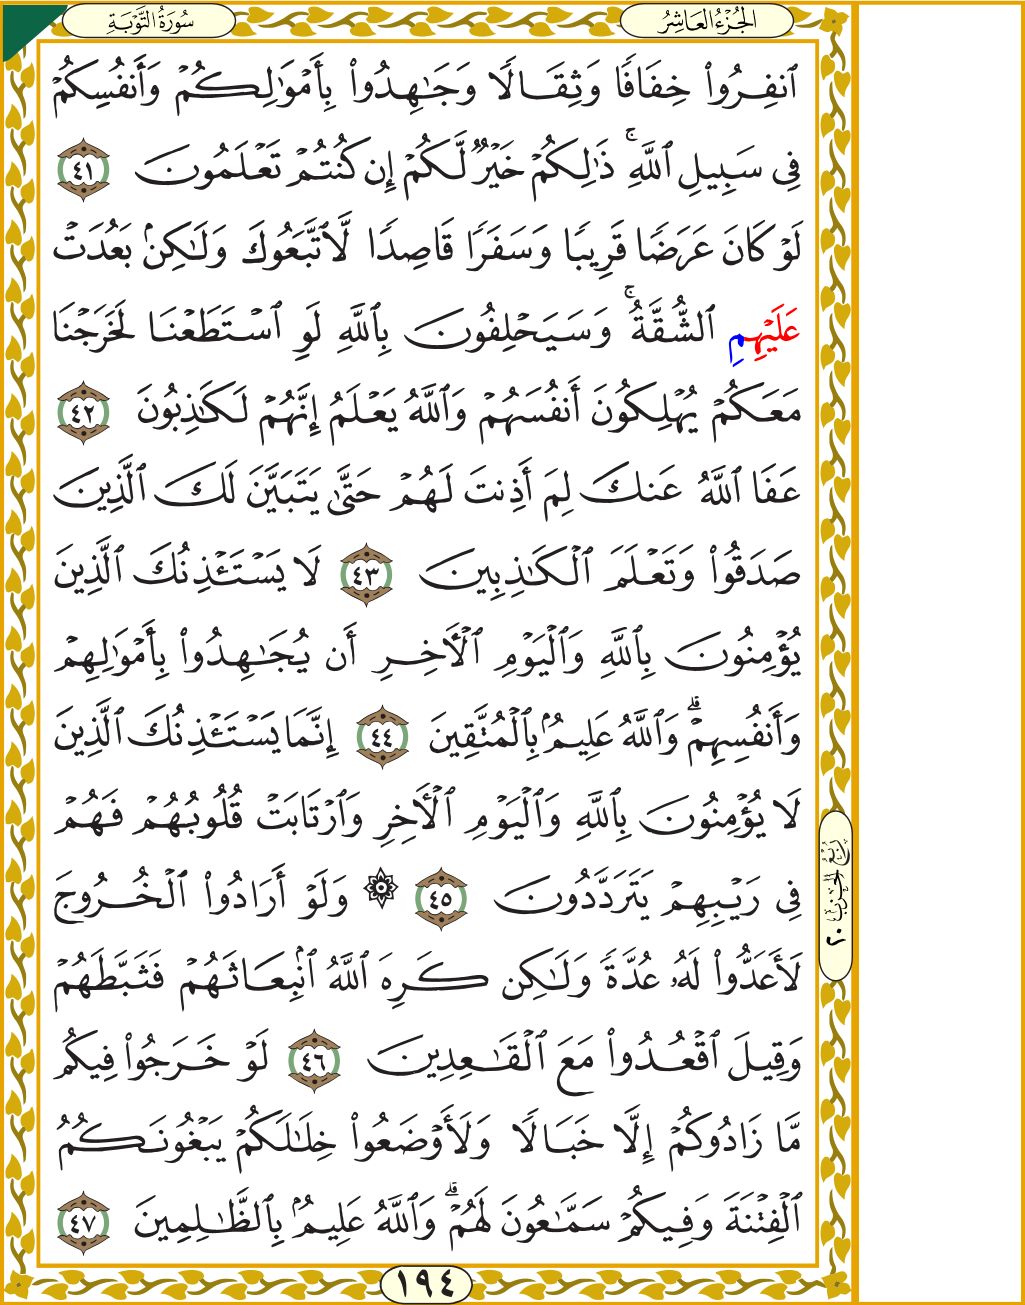 الجُزْءُ العَاشِرُ
سُورَةُ التَّوْبَةِ
ٱنفِرُواْ خِفَافٗا وَثِقَالٗا وَجَٰهِدُواْ بِأَمۡوَٰلِكُمۡ وَأَنفُسِكُمۡ
فِي سَبِيلِ ٱللَّهِۚ ذَٰلِكُمۡ خَيۡرٞ لَّكُمۡ إِن كُنتُمۡ تَعۡلَمُونَ ٤١
لَوۡ كَانَ عَرَضٗا قَرِيبٗا وَسَفَرٗا قَاصِدٗا لَّٱتَّبَعُوكَ وَلَٰكِنۢ بَعُدَتۡ
عَلَيۡهِمِ ٱلشُّقَّةُۚ وَسَيَحۡلِفُونَ بِٱللَّهِ لَوِ ٱسۡتَطَعۡنَا لَخَرَجۡنَا
مَعَكُمۡ يُهۡلِكُونَ أَنفُسَهُمۡ وَٱللَّهُ يَعۡلَمُ إِنَّهُمۡ لَكَٰذِبُونَ ٤٢
عَفَا ٱللَّهُ عَنكَ لِمَ أَذِنتَ لَهُمۡ حَتَّىٰ يَتَبَيَّنَ لَكَ ٱلَّذِينَ
صَدَقُواْ وَتَعۡلَمَ ٱلۡكَٰذِبِينَ ٤٣ لَا يَسۡتَـٔۡذِنُكَ ٱلَّذِينَ
يُؤۡمِنُونَ بِٱللَّهِ وَٱلۡيَوۡمِ ٱلۡأٓخِرِ أَن يُجَٰهِدُواْ بِأَمۡوَٰلِهِمۡ
وَأَنفُسِهِمۡۗ وَٱللَّهُ عَلِيمُۢ بِٱلۡمُتَّقِينَ ٤٤ إِنَّمَا يَسۡتَـٔۡذِنُكَ ٱلَّذِينَ
لَا يُؤۡمِنُونَ بِٱللَّهِ وَٱلۡيَوۡمِ ٱلۡأٓخِرِ وَٱرۡتَابَتۡ قُلُوبُهُمۡ فَهُمۡ
فِي رَيۡبِهِمۡ يَتَرَدَّدُونَ ٤٥ ۞ وَلَوۡ أَرَادُواْ ٱلۡخُرُوجَ
لَأَعَدُّواْ لَهُۥ عُدَّةٗ وَلَٰكِن كَرِهَ ٱللَّهُ ٱنۢبِعَاثَهُمۡ فَثَبَّطَهُمۡ
وَقِيلَ ٱقۡعُدُواْ مَعَ ٱلۡقَٰعِدِينَ ٤٦ لَوۡ خَرَجُواْ فِيكُم
مَّا زَادُوكُمۡ إِلَّا خَبَالٗا وَلَأَوۡضَعُواْ خِلَٰلَكُمۡ يَبۡغُونَكُمُ
ٱلۡفِتۡنَةَ وَفِيكُمۡ سَمَّٰعُونَ لَهُمۡۗ وَٱللَّهُ عَلِيمُۢ بِٱلظَّٰلِمِينَ ٤٧
رُبْعُ الحِزْب ٢٠
١٩٤